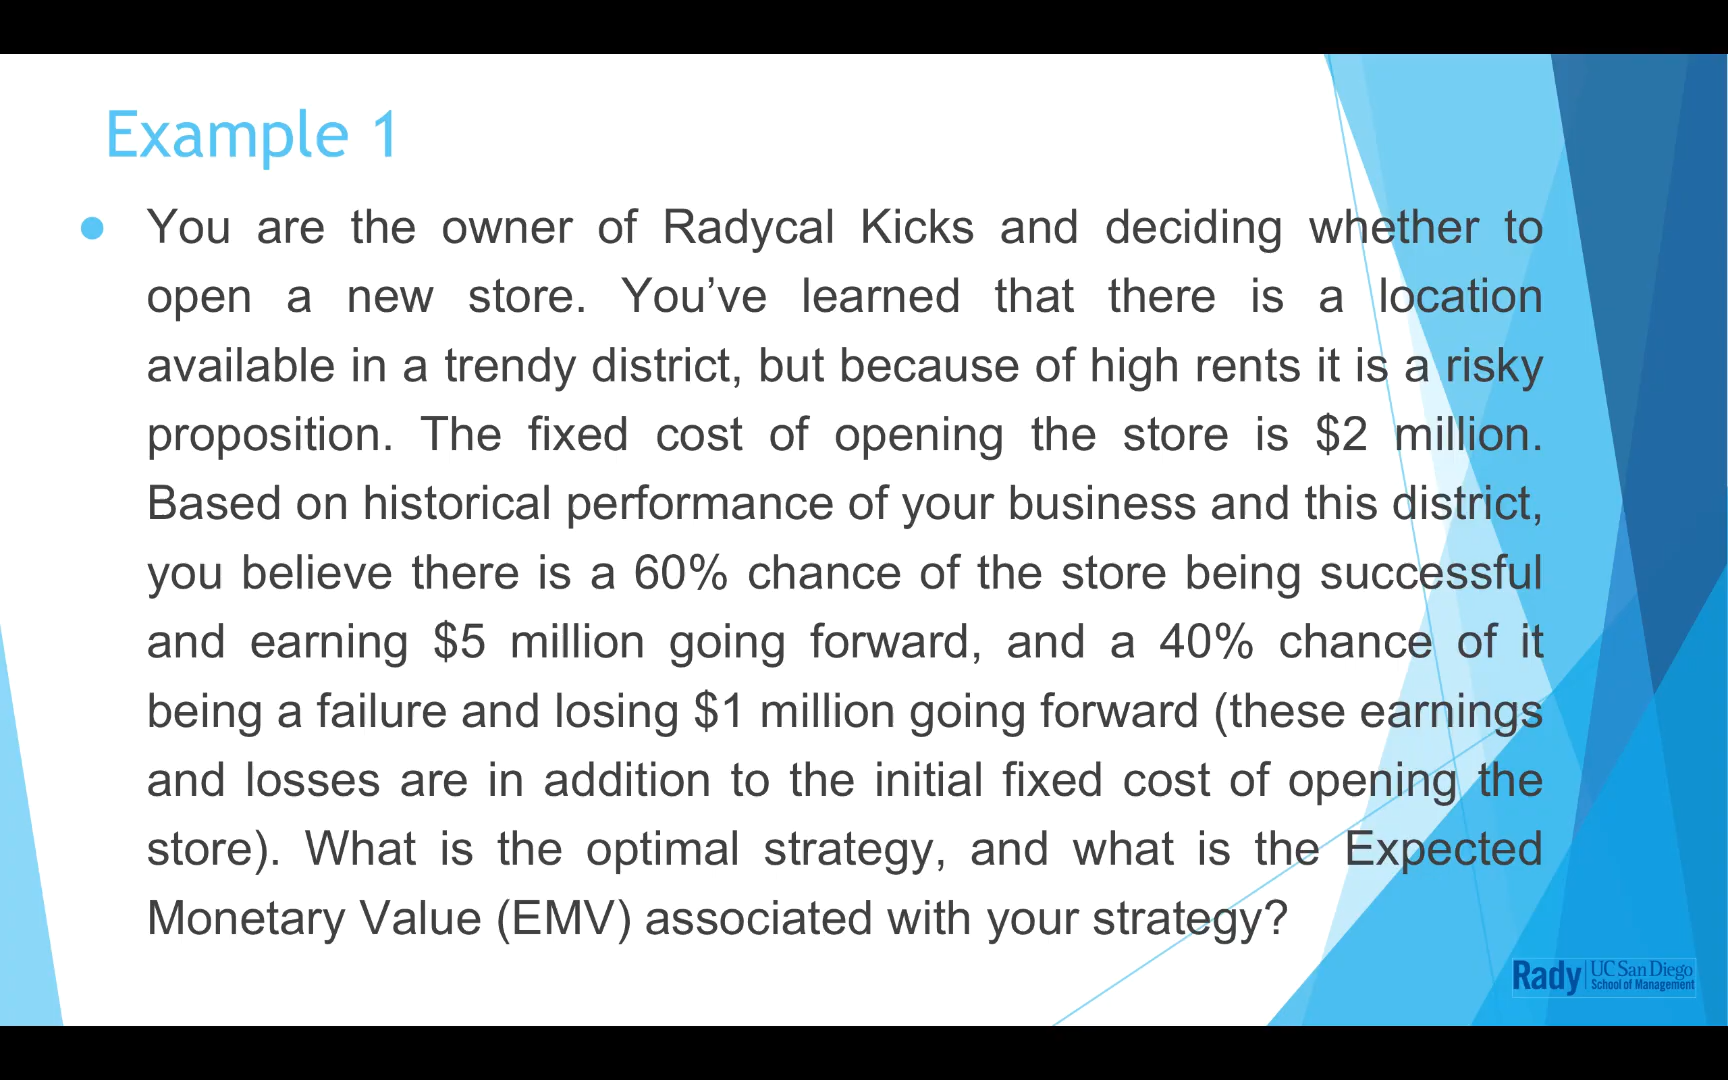 Example 1
You are the owner of Radycal Kicks and deciding whether to
open a new store. You’ve learned that there is a location
available in a trendy district, but because of high rents it is a risky
proposition. The fixed cost of opening the store is $2 million.
Based on historical performance of your business and this district,
you believe there is a 60% chance of the store being successful
and earning $5 million going forward, and a 40% chance of it
being a failure and losing $1 million going forward (these earnings
and losses are in addition to the initial fixed cost of opening the
store). What is the optimal strategy, and what is the Expected
Monetary Value (EMV) associated with your strategy?
Rady UC San Diego
School of Management